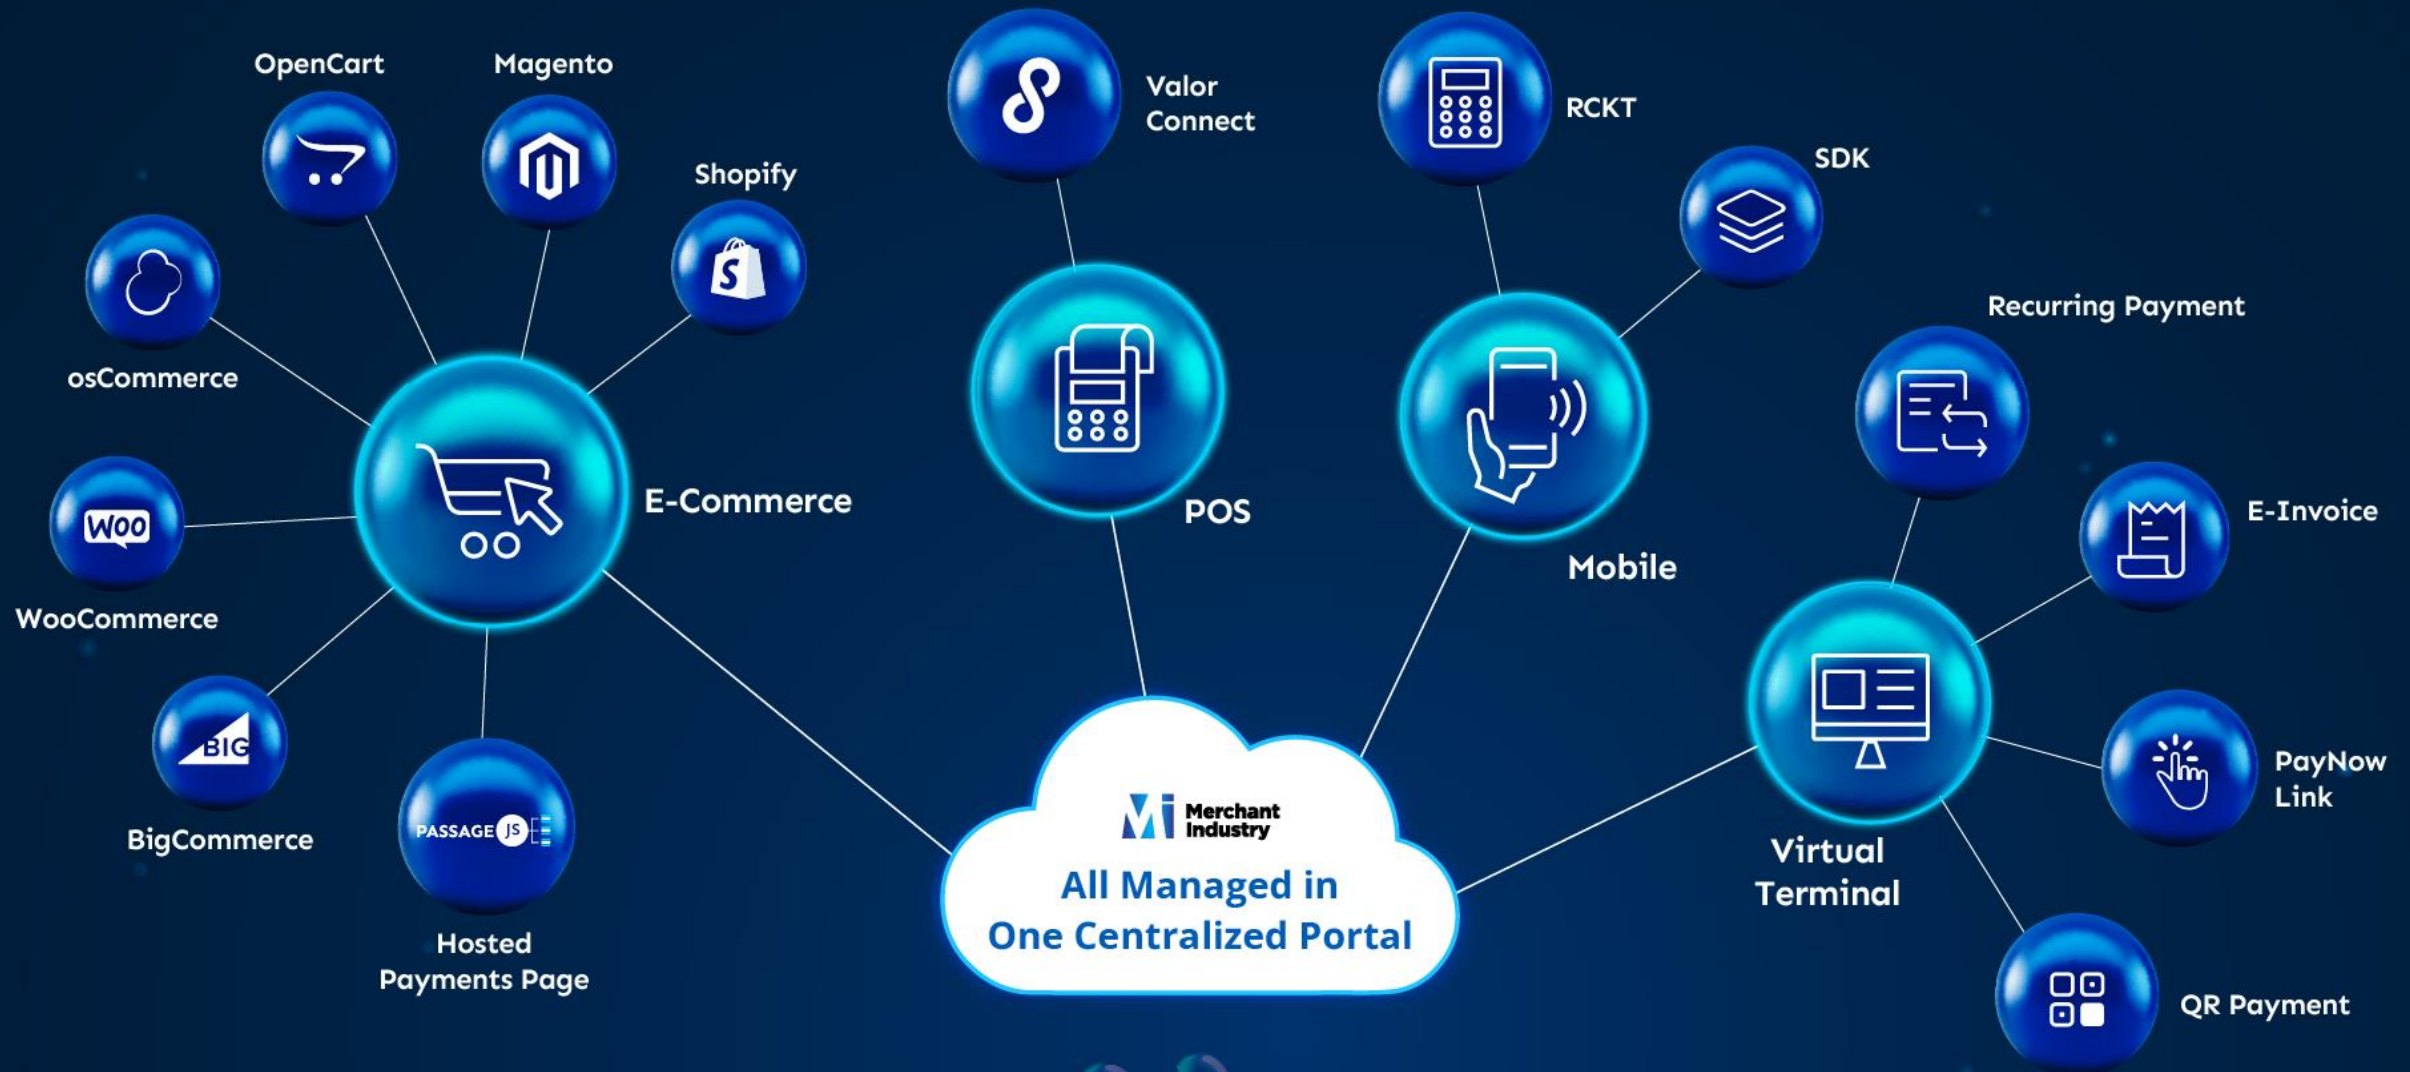 OpenCart
Magento
Shopify
osCommerce
WOO
WooCommerce
BIG
BigCommerce
PASSAGE JS
Hosted
Payments Page
E-Commerce
Valor
Connect
POS
RCKT
SDK
Mobile
Recurring Payment
E-Invoice
PayNow
Link
Virtual
Terminal
QR Payment
Mi Merchant
Industry
All Managed in
One Centralized Portal